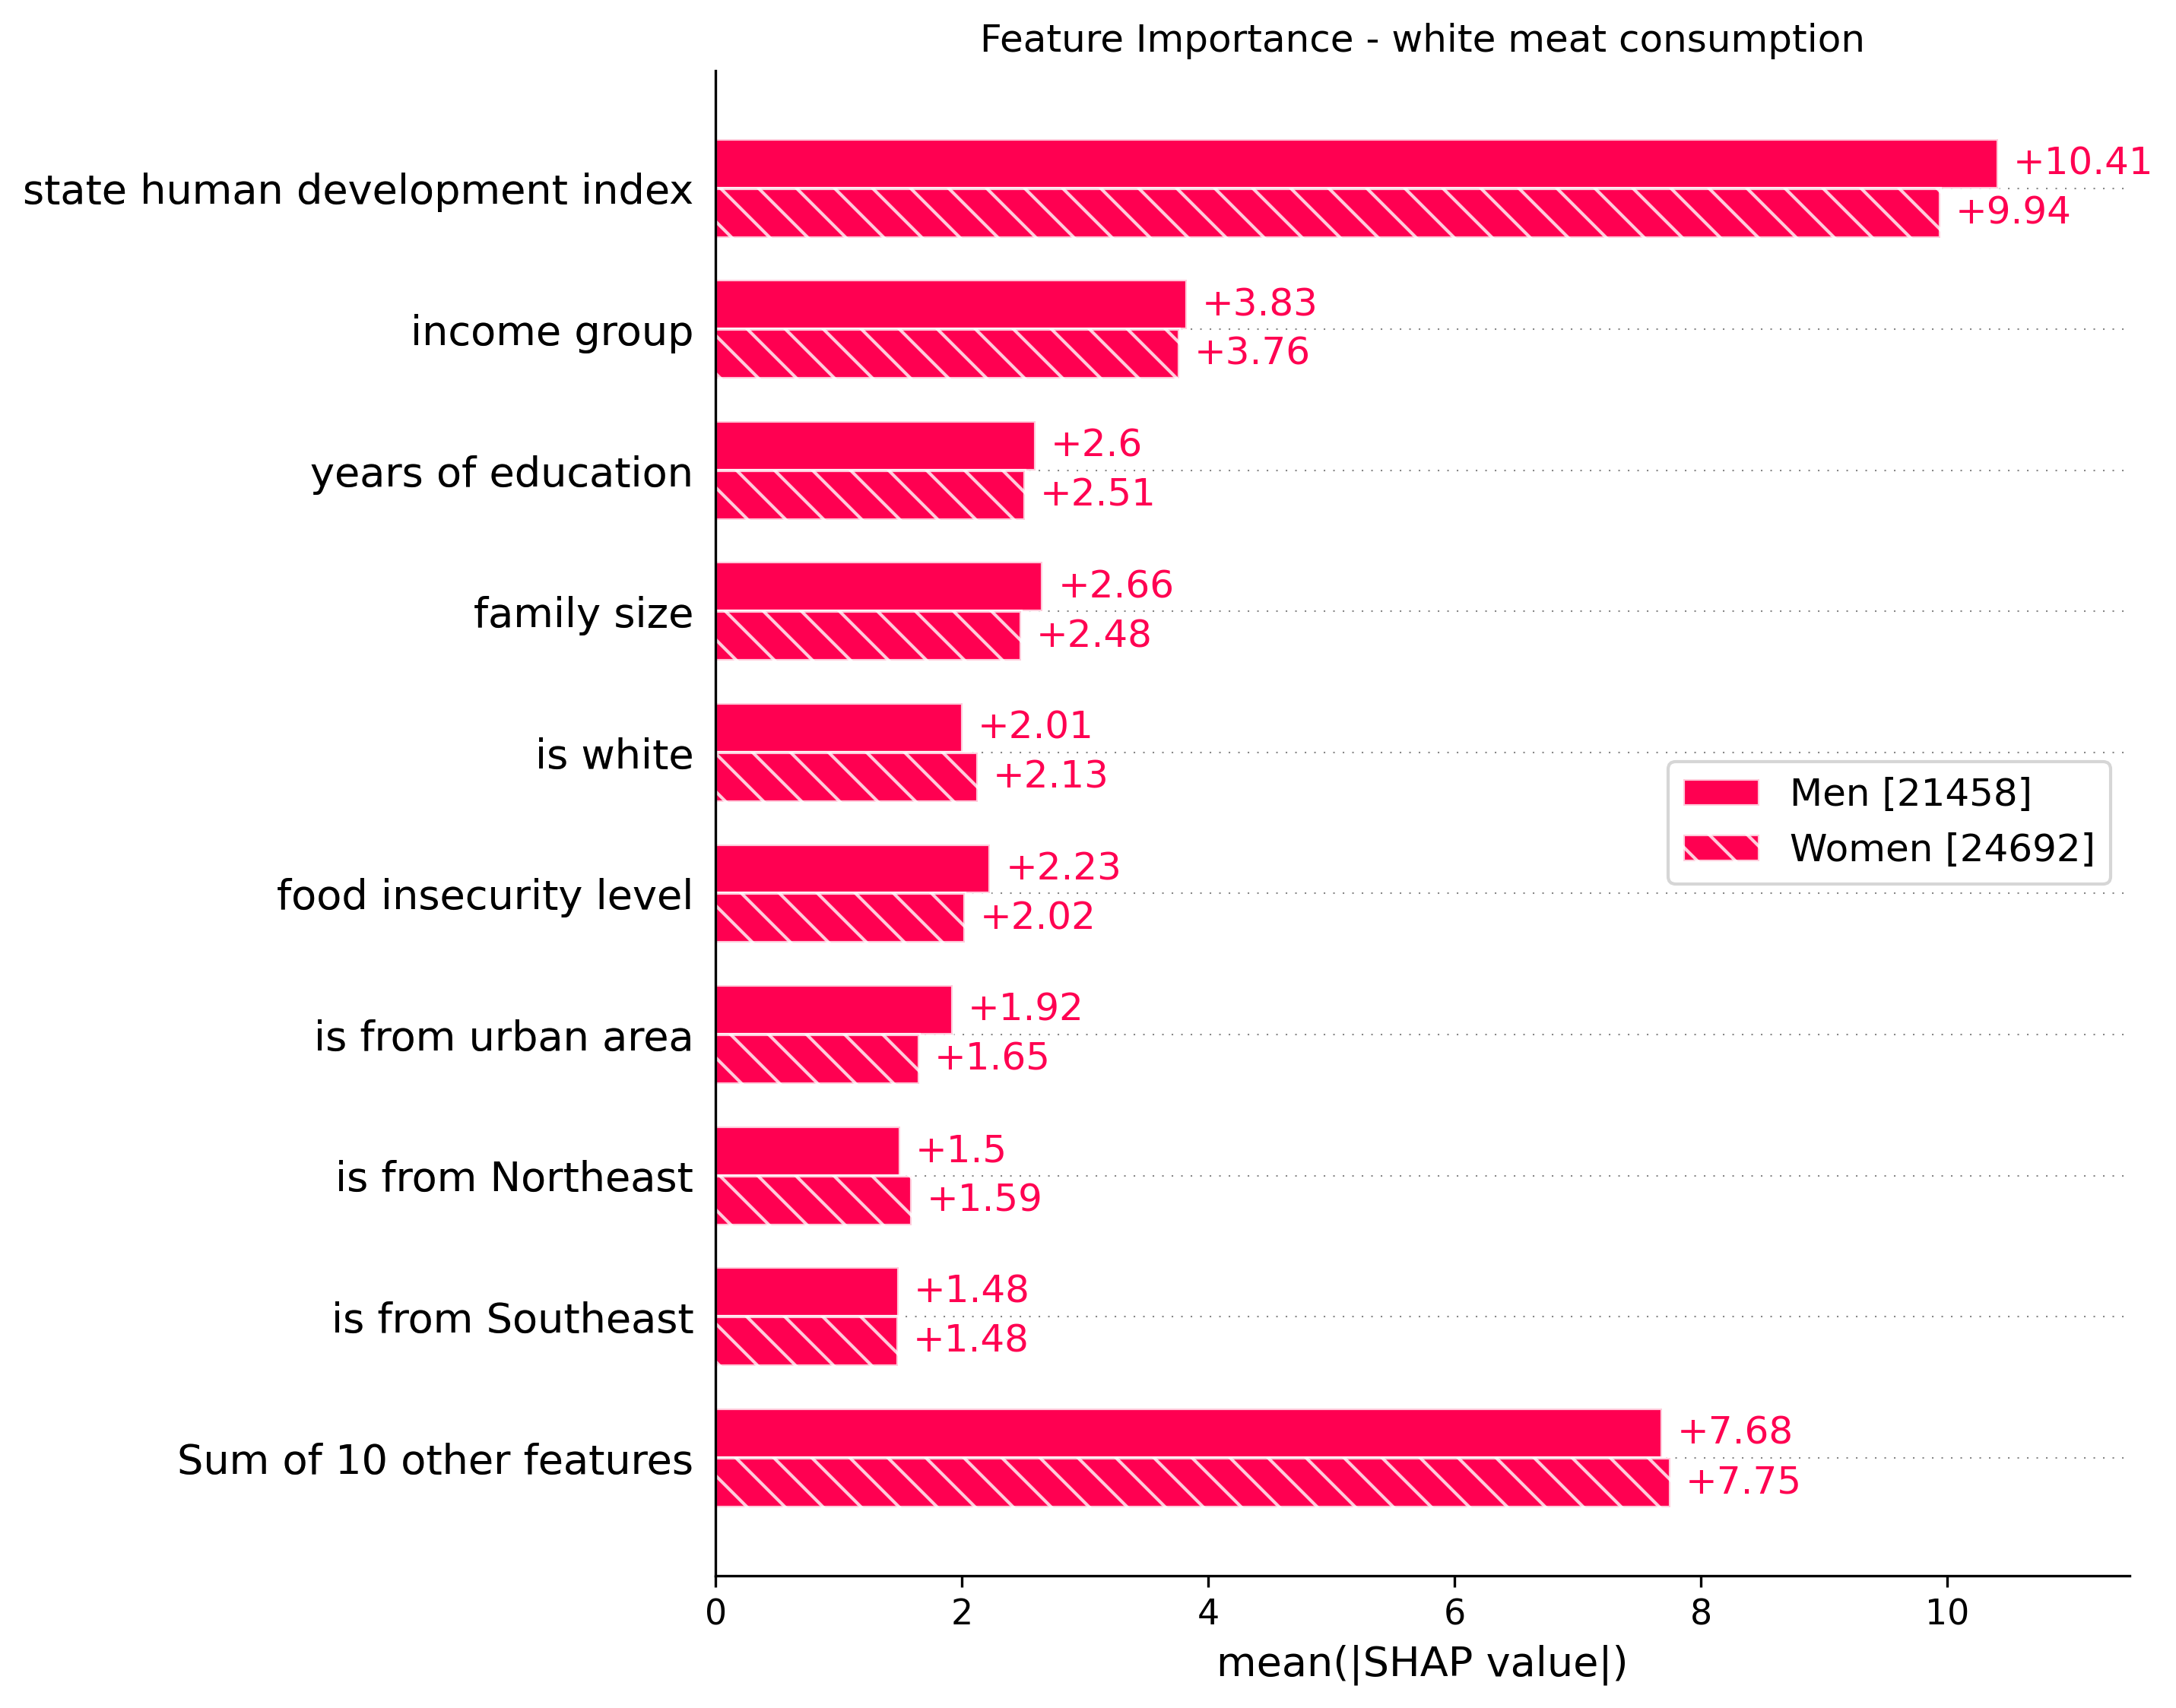 Feature Importance - white meat consumption
state human development index
+10.41
+9.94
income group
+3.83
+3.76
years of education
+2.6
+2.51
family size
+2.66
+2.48
is white
+2.01
+2.13
Men [21458]
Women [24692]
food insecurity level
+2.23
+2.02
is from urban area
+1.92
+1.65
is from Northeast
+1.5
+1.59
is from Southeast
+1.48
+1.48
Sum of 10 other features
+7.68
+7.75
0 2 4 6 8 10
mean(|SHAP value|)